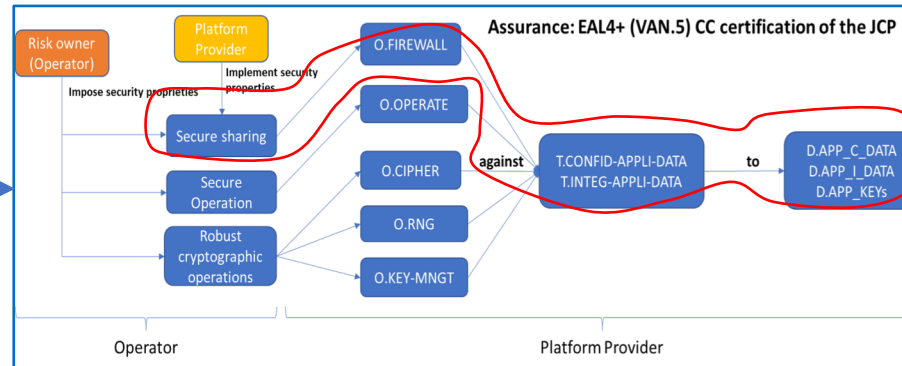 Assurance: EAL4+ (VAN.5) CC certification of the JCP
Risk owner
(Operator)
Platform
Provider
Impose security proprieties
Implement security
properties
Secure sharing
Secure
Operation
Robust
cryptographic
operations
O.FIREWALL
O.OPERATE
O.CIPHER
O.RNG
O.KEY-MNGT
against
T.CONFID-APPLI-DATA
T.INTEG-APPLI-DATA
to
D.APP_C_DATA
D.APP_I_DATA
D.APP_KEYs
Operator
Platform Provider